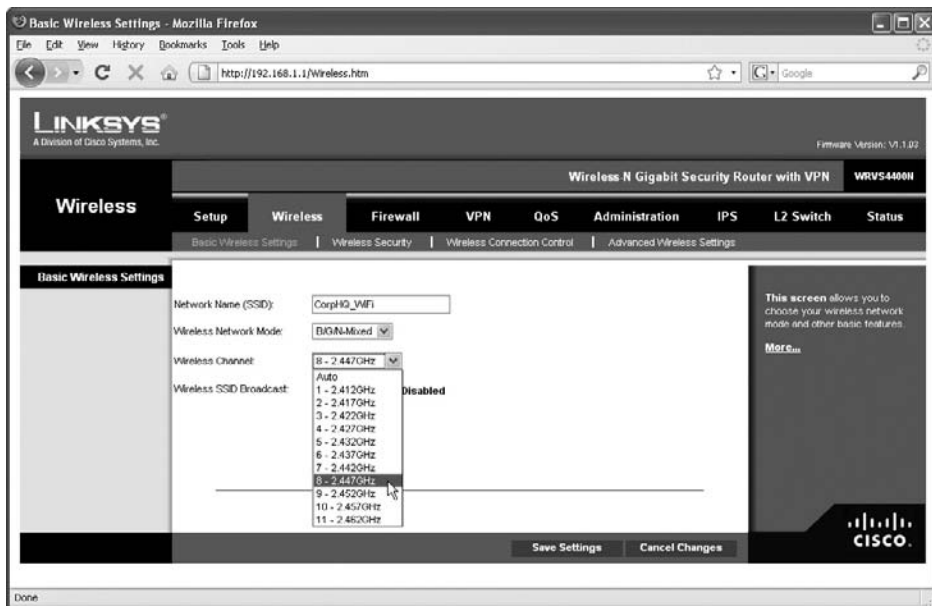 Basic Wireless Settings - Mozilla Firefox
File Edit View History Bookmarks Tools Help
http://192.168.1.1/Wireless.htm
Google
LINKSYS®
A Division of Cisco Systems, Inc.
Firmware Version: V1.1.03
Wireless-N Gigabit Security Router with VPN WRVS4400N
Wireless
Setup Wireless Firewall VPN QoS Administration IPS L2 Switch Status
Basic Wireless Settings | Wireless Security | Wireless Connection Control | Advanced Wireless Settings
Basic Wireless Settings
Network Name (SSID): CorpHQ_WiFi
Wireless Network Mode: B/G/N-Mixed
Wireless Channel: 8 - 2.447GHz
Auto
Wireless SSID Broadcast: Disabled
1 - 2.412GHz
2 - 2.417GHz
3 - 2.422GHz
4 - 2.427GHz
5 - 2.432GHz
6 - 2.437GHz
7 - 2.442GHz
8 - 2.447GHz
9 - 2.452GHz
10 - 2.457GHz
11 - 2.462GHz
This screen allows you to
choose your wireless network
mode and other basic features.
More...
Save Settings Cancel Changes
CISCO.
Done